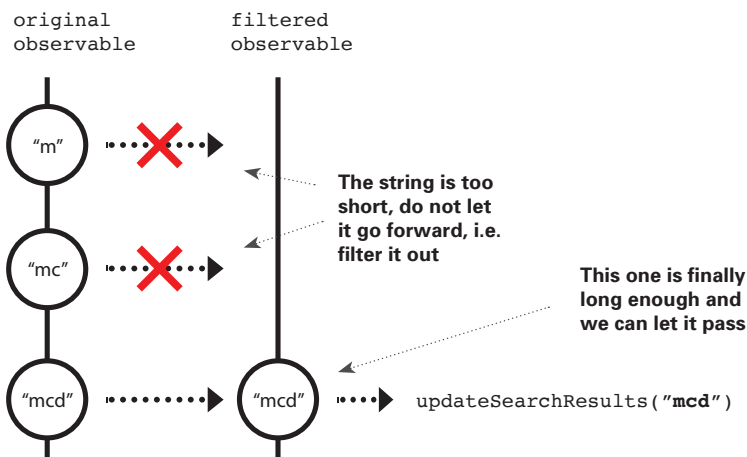 original
observable
filtered
observable
“m”
The string is too
short, do not let
it go forward, i.e.
filter it out
“mc”
This one is finally
long enough and
we can let it pass
“mcd”
“mcd”
updateSearchResults(”mcd”)